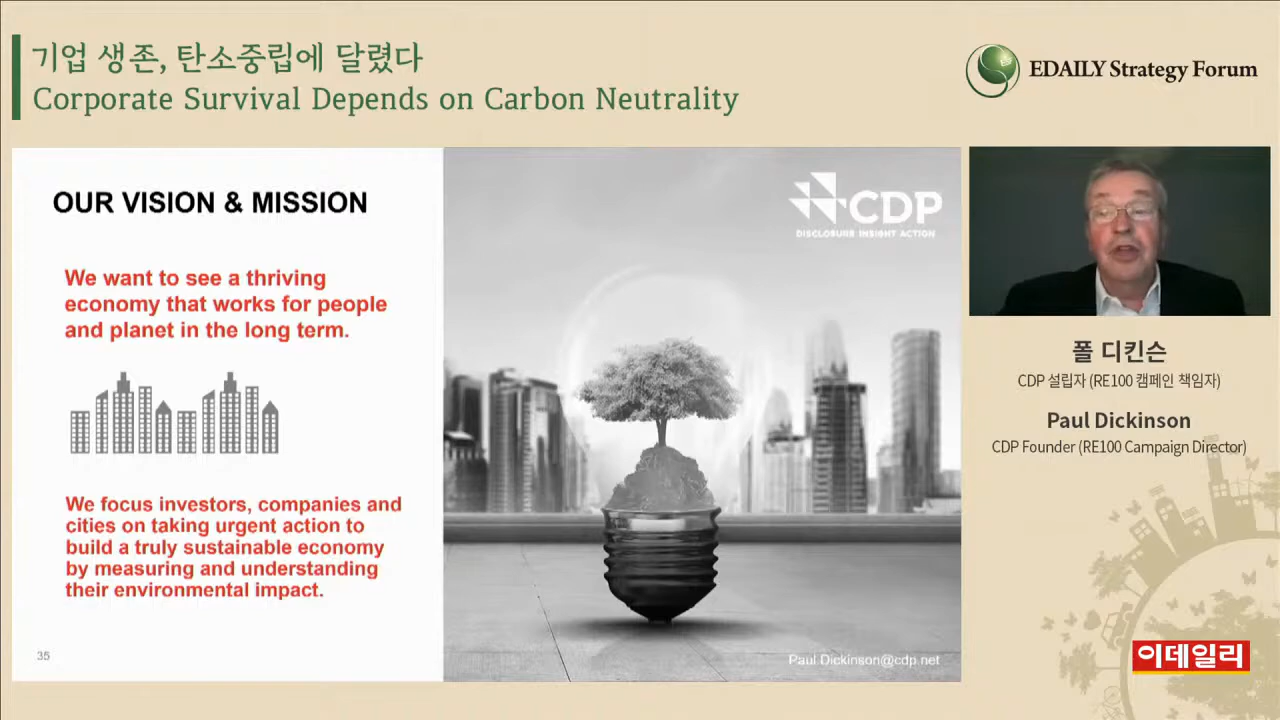 기업 생존, 탄소중립에 달렸다
Corporate Survival Depends on Carbon Neutrality
EDAILY Strategy Forum
OUR VISION & MISSION
We want to see a thriving
economy that works for people
and planet in the long term.
We focus investors, companies and
cities on taking urgent action to
build a truly sustainable economy
by measuring and understanding
their environmental impact.
35
CDP
DISCLOSURE INSIGHT ACTION
Paul.Dickinson@cdp.net
폴 디킨슨
CDP 설립자 (RE100 캠페인 책임자)
Paul Dickinson
CDP Founder (RE100 Campaign Director)
이데일리